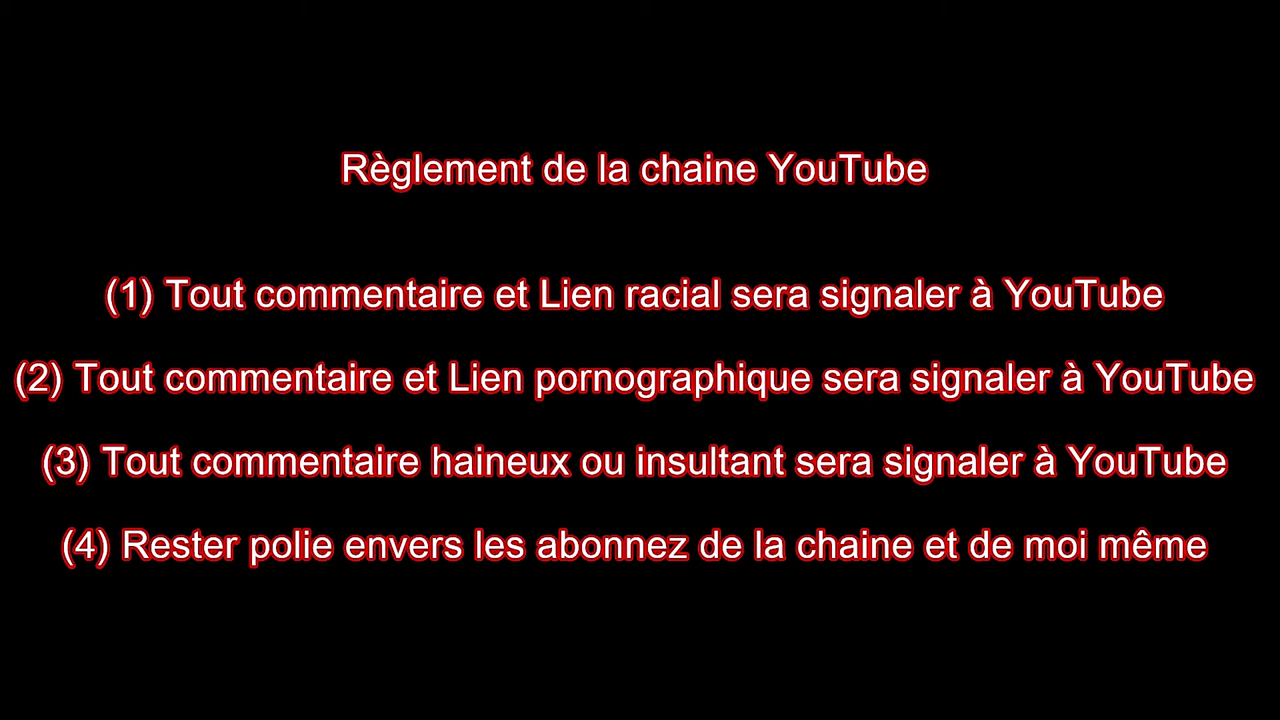 Règlement de la chaine YouTube
(1) Tout commentaire et Lien racial sera signaler à YouTube
(2) Tout commentaire et Lien pornographique sera signaler à YouTube
(3) Tout commentaire haineux ou insultant sera signaler à YouTube
(4) Rester polie envers les abonnez de la chaine et de moi même